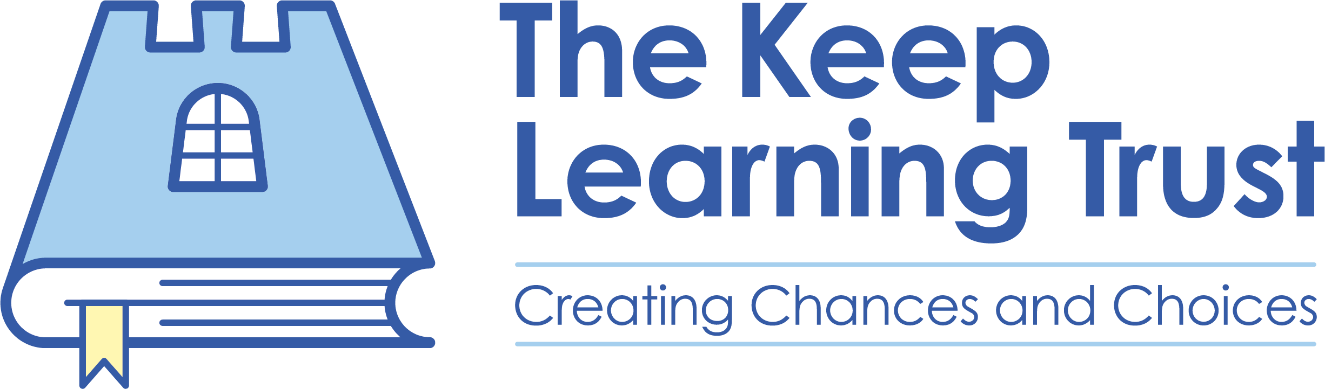 The Keep
Learning Trust
Creating Chances and Choices